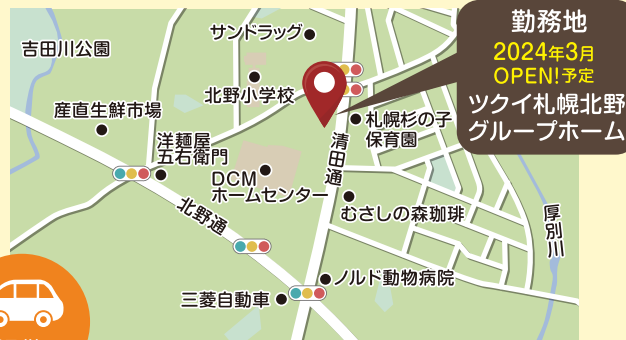 勤務地
2024年3月
OPEN!予定
ツクイ札幌北野
グループホーム
サンドラッグ
吉田川公園
北野小学校
産直生鮮市場
札幌杉の子
保育園
洋麺屋
五右衛門
清田通
DCM
ホームセンター
北野通
むさしの森珈琲
厚別川
ノルド動物病院
三菱自動車